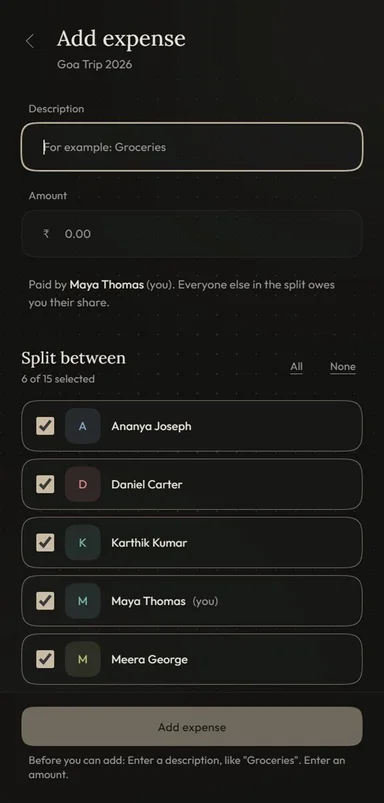 Add expense
Goa Trip 2026
Description
For example: Groceries
Amount
₹ 0.00
Paid by Maya Thomas (you). Everyone else in the split owes
you their share.
Split between
6 of 15 selected
All None
A Ananya Joseph
D Daniel Carter
K Karthik Kumar
M Maya Thomas (you)
M Meera George
Add expense
Before you can add: Enter a description, like "Groceries". Enter an
amount.